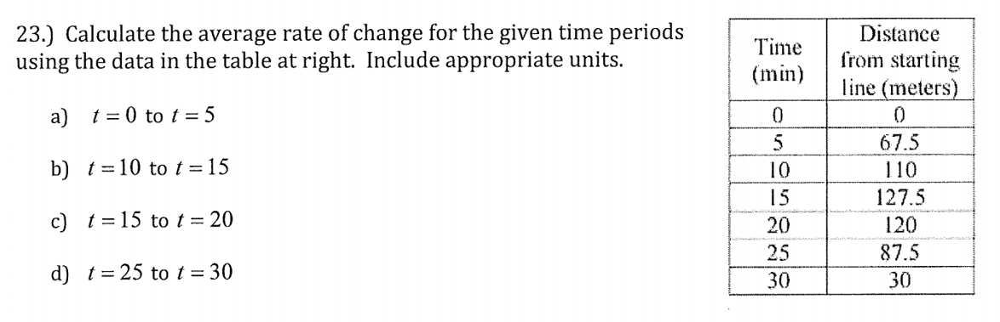 23.) Calculate the average rate of change for the given time periods
using the data in the table at right. Include appropriate units.
a) t = 0 to t = 5
b) t = 10 to t = 15
c) t = 15 to t = 20
d) t = 25 to t = 30
Time
(min)
Distance
from starting
line (meters)
0 0
5 67.5
10 110
15 127.5
20 120
25 87.5
30 30